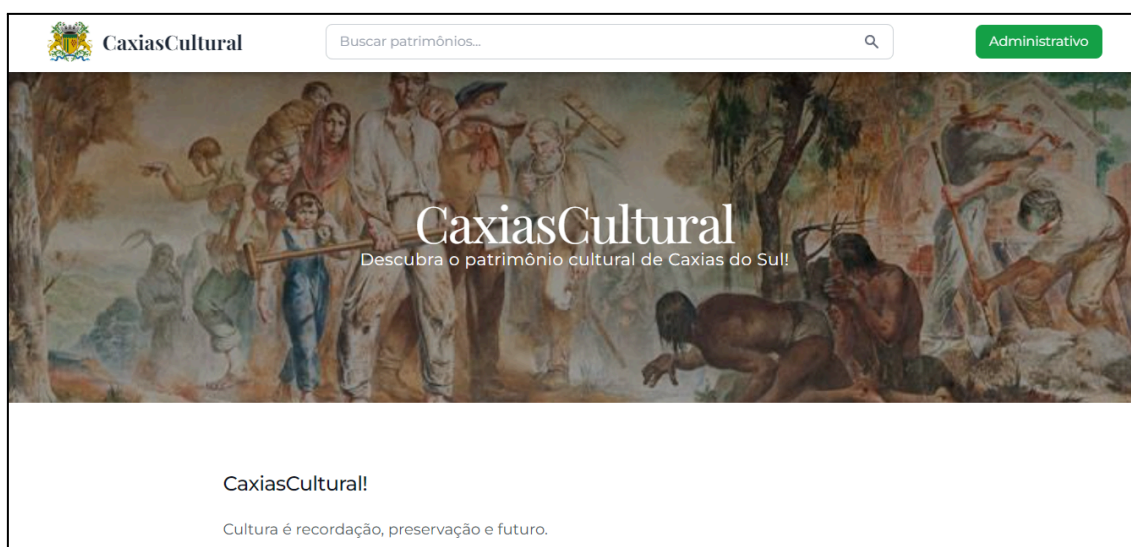 CaxiasCultural
Buscar patrimônios...
Administrativo
CaxiasCultural
Descubra o patrimônio cultural de Caxias do Sul!
CaxiasCultural!
Cultura é recordação, preservação e futuro.